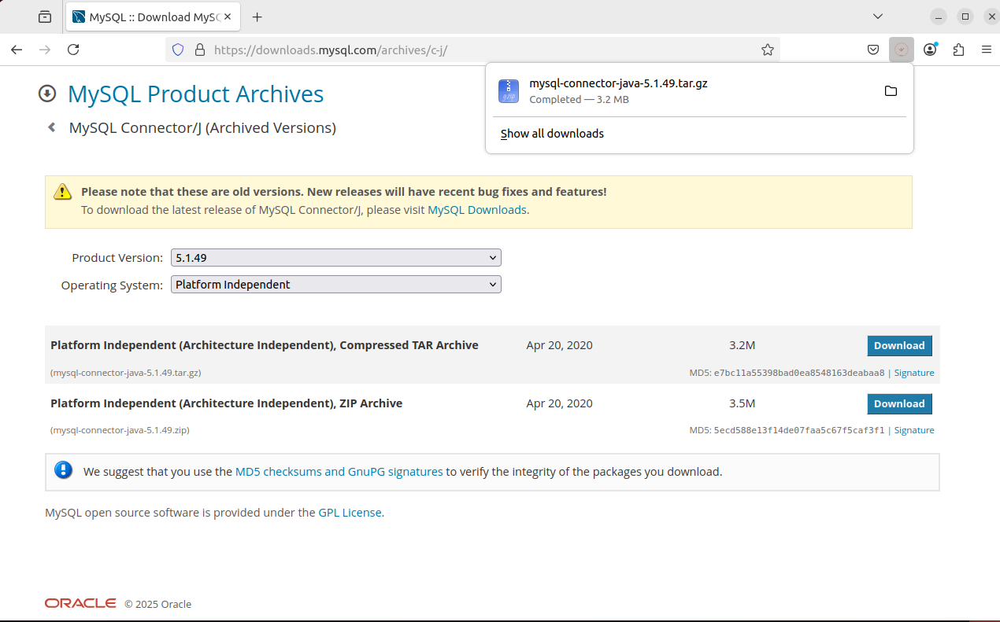 MySQL :: Download MySQ
https://downloads.mysql.com/archives/c-j/
mysql-connector-java-5.1.49.tar.gz
Completed — 3.2 MB
Show all downloads
MySQL Product Archives
MySQL Connector/J (Archived Versions)
Please note that these are old versions. New releases will have recent bug fixes and features!
To download the latest release of MySQL Connector/J, please visit MySQL Downloads.
Product Version: 5.1.49
Operating System: Platform Independent
Platform Independent (Architecture Independent), Compressed TAR Archive Apr 20, 2020 3.2M Download
(mysql-connector-java-5.1.49.tar.gz) MD5: e7bc11a55398bad0ea8548163deabaa8 | Signature
Platform Independent (Architecture Independent), ZIP Archive Apr 20, 2020 3.5M Download
(mysql-connector-java-5.1.49.zip) MD5: 5ecd588e13f14de07faa5c67f5caf3f1 | Signature
We suggest that you use the MD5 checksums and GnuPG signatures to verify the integrity of the packages you download.
MySQL open source software is provided under the GPL License.
ORACLE © 2025 Oracle